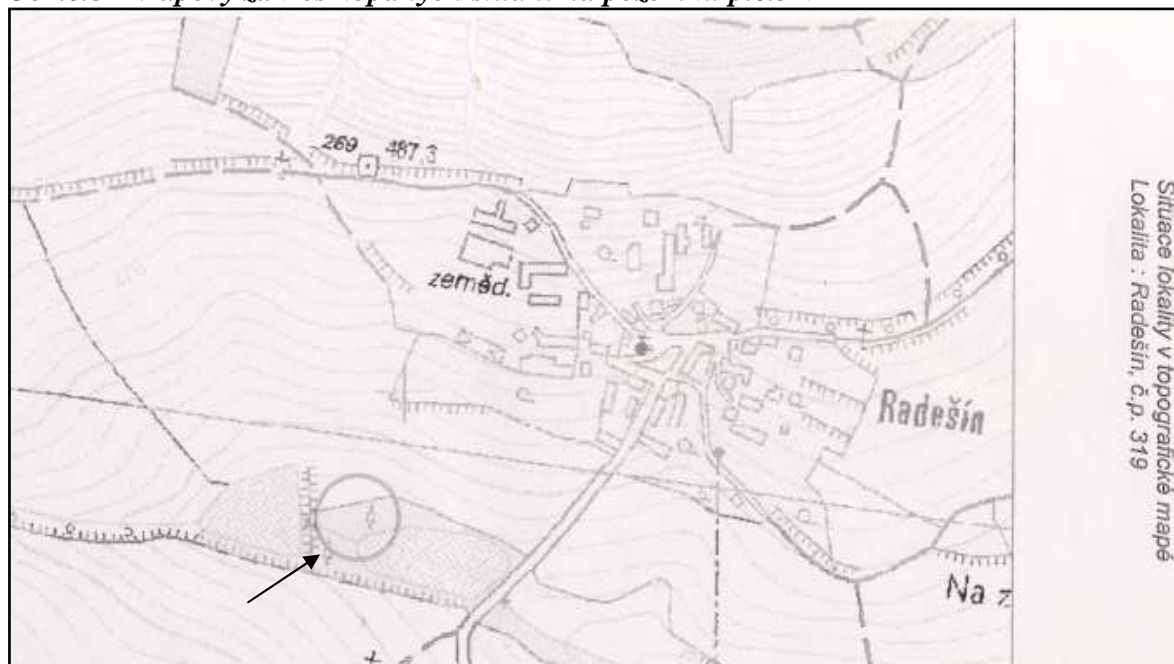 269 487,3
zeměd.
Radešín
Na z
Situace lokality v topografické mapě
Lokalita : Radešín, č.p. 319